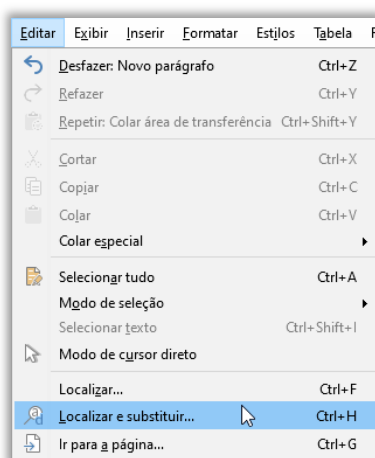 Editar Exibir Inserir Formatar Estilos Tabela
Desfazer: Novo parágrafo Ctrl+Z
Refazer Ctrl+Y
Repetir: Colar área de transferência Ctrl+Shift+Y
Cortar Ctrl+X
Copiar Ctrl+C
Colar Ctrl+V
Colar especial
Selecionar tudo Ctrl+A
Modo de seleção
Selecionar texto Ctrl+Shift+I
Modo de cursor direto
Localizar... Ctrl+F
Localizar e substituir... Ctrl+H
Ir para a página... Ctrl+G